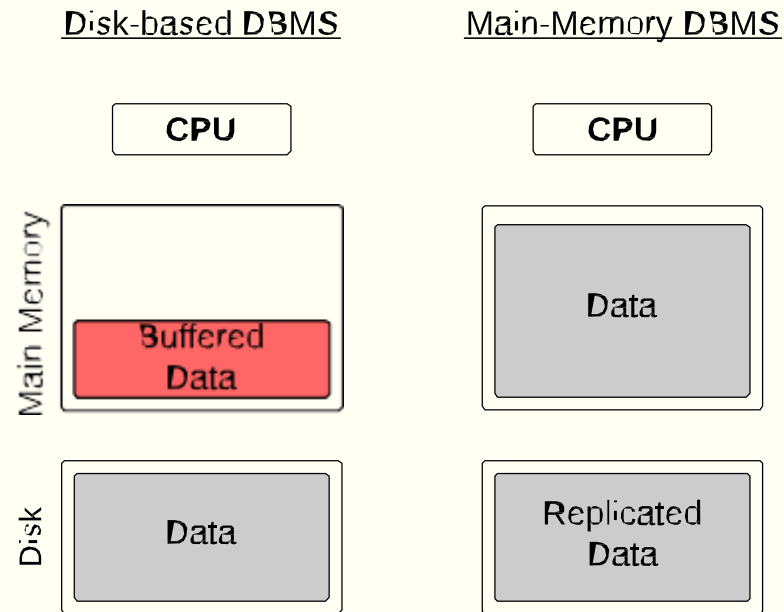 Disk-based DBMS
Main-Memory DBMS
CPU
CPU
Main Memory
Buffered
Data
Data
Disk
Data
Replicated
Data